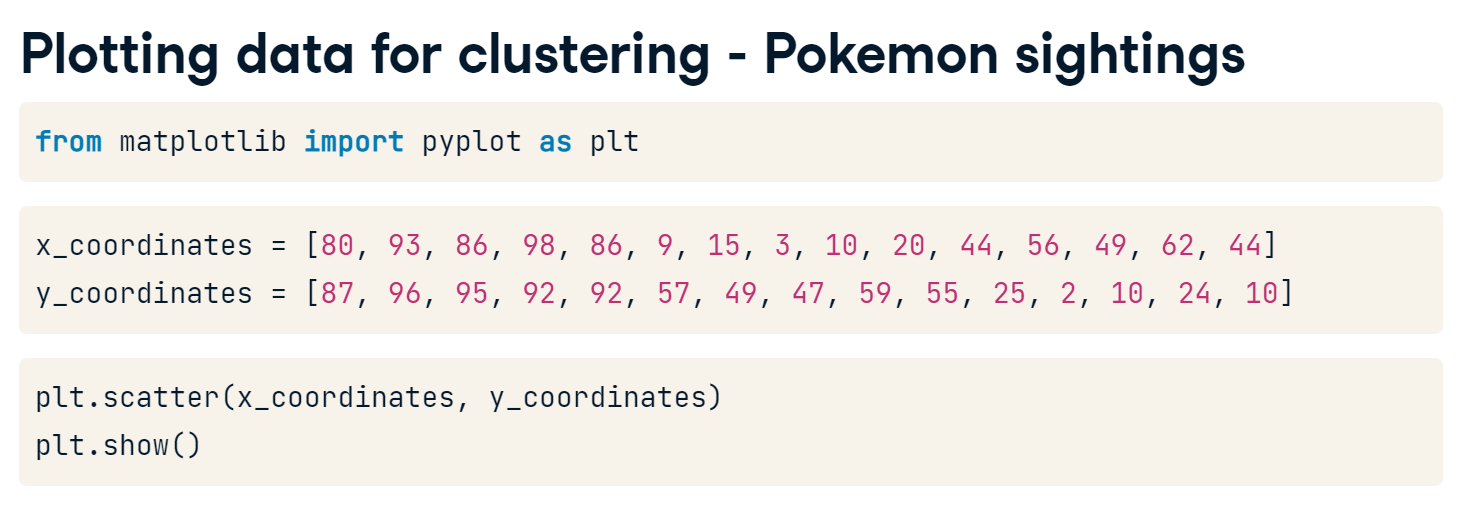 Plotting data for clustering - Pokemon sightings
from matplotlib import pyplot as plt
x_coordinates = [80, 93, 86, 98, 86, 9, 15, 3, 10, 20, 44, 56, 49, 62, 44]
y_coordinates = [87, 96, 95, 92, 92, 57, 49, 47, 59, 55, 25, 2, 10, 24, 10]
plt.scatter(x_coordinates, y_coordinates)
plt.show()